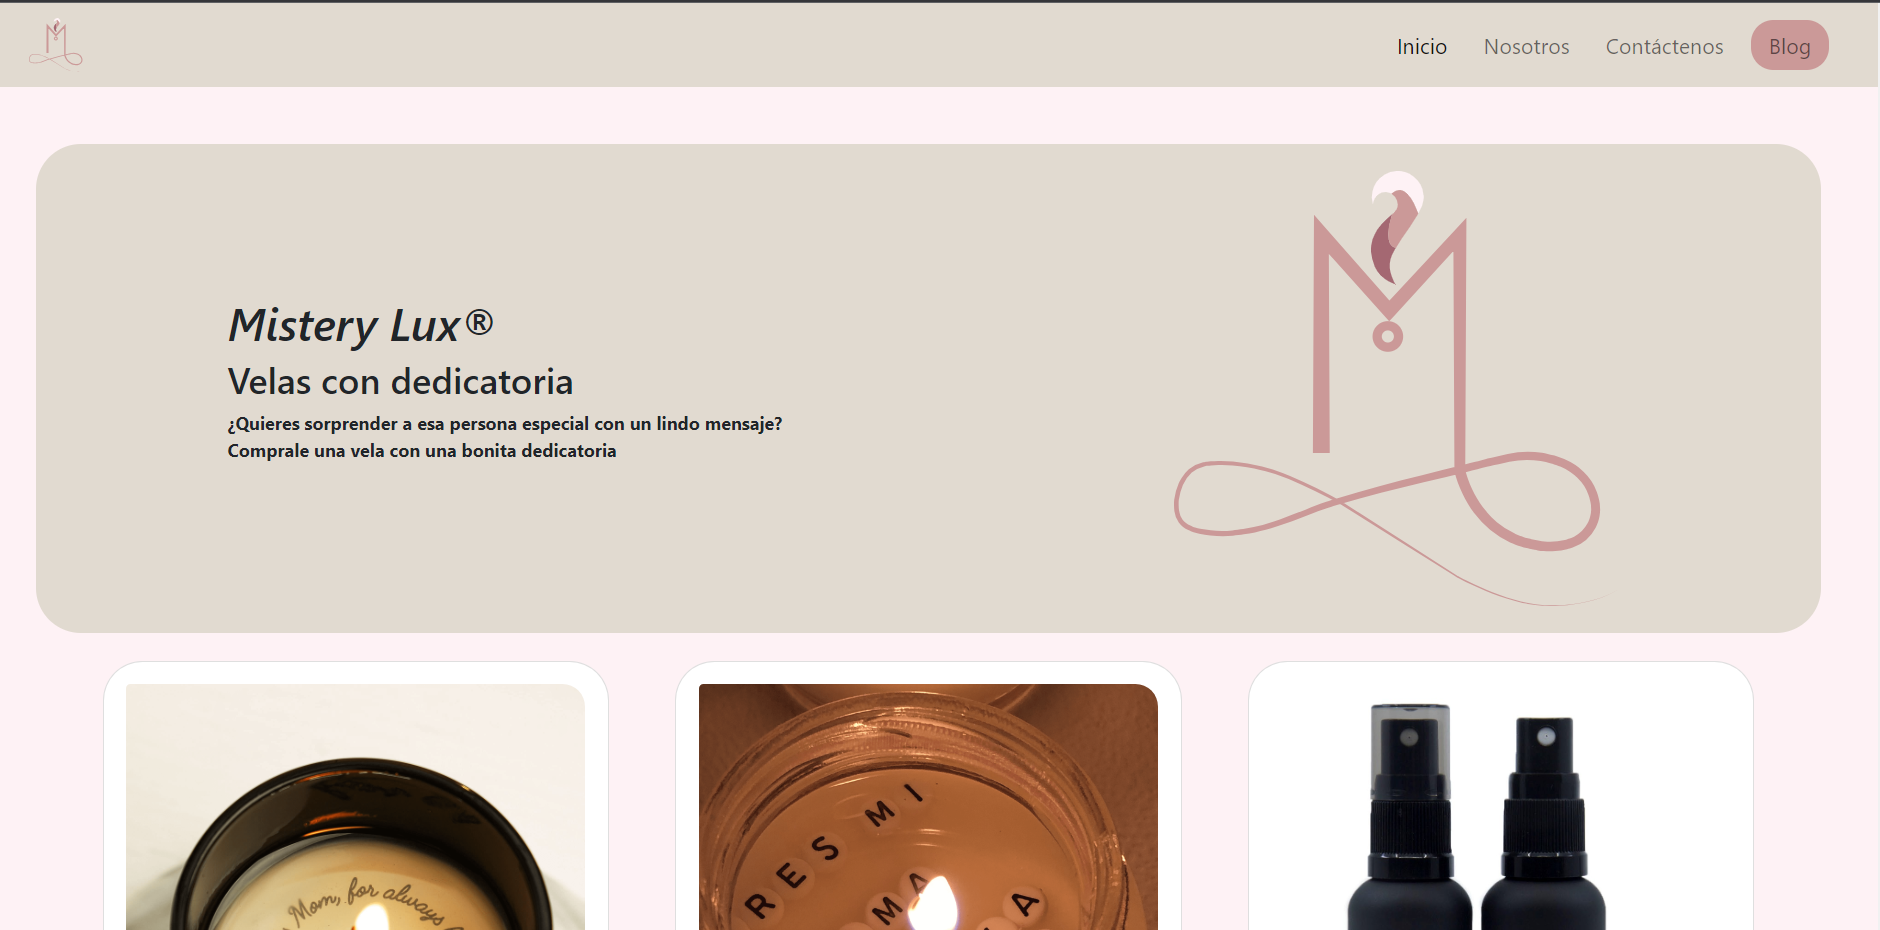 Inicio Nosotros Contáctenos Blog
Mistery Lux®
Velas con dedicatoria
¿Quieres sorprender a esa persona especial con un lindo mensaje?
Comprale una vela con una bonita dedicatoria
Mom, for always
RES MI
MA
A